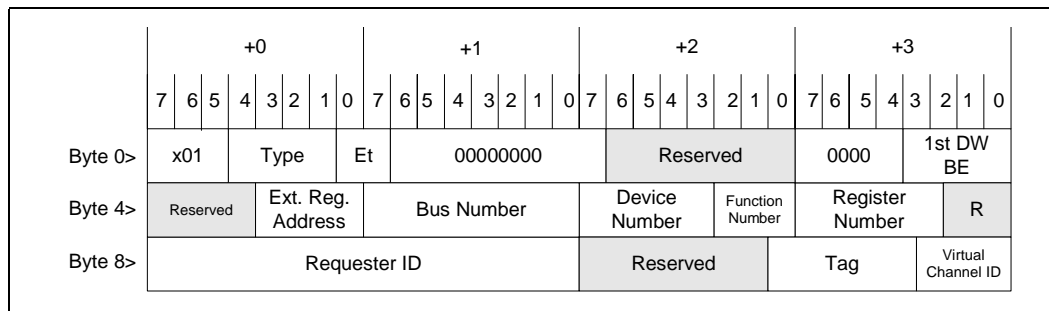 +0 +1 +2 +3
7 6 5 4 3 2 1 0 7 6 5 4 3 2 1 0 7 6 5 4 3 2 1 0 7 6 5 4 3 2 1 0
Byte 0> x01 Type Et 00000000 Reserved 0000 1st DW
BE
Byte 4> Reserved Ext. Reg.
Address Bus Number Device
Number Function
Number Register
Number R
Byte 8> Requester ID Reserved Tag Virtual
Channel ID